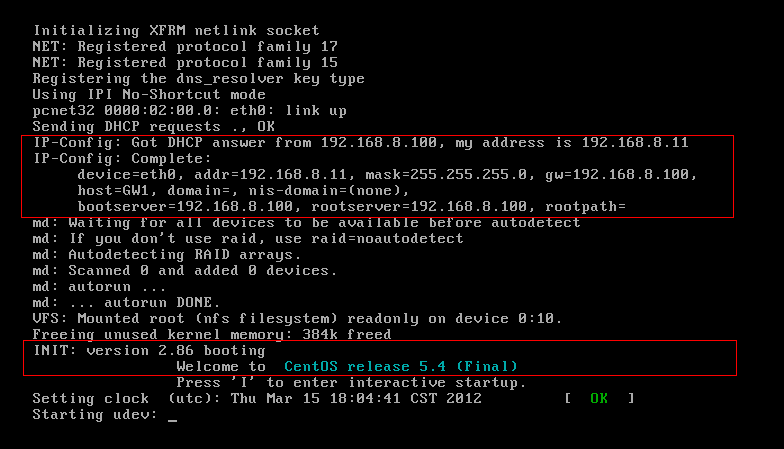 Initializing XFRM netlink socket
NET: Registered protocol family 17
NET: Registered protocol family 15
Registering the dns_resolver key type
Using IPI No-Shortcut mode
pcnet32 0000:02:00.0: eth0: link up
Sending DHCP requests ., OK
IP-Config: Got DHCP answer from 192.168.8.100, my address is 192.168.8.11
IP-Config: Complete:
     device=eth0, addr=192.168.8.11, mask=255.255.255.0, gw=192.168.8.100,
     host=GW1, domain=, nis-domain=(none),
     bootserver=192.168.8.100, rootserver=192.168.8.100, rootpath=
md: Waiting for all devices to be available before autodetect
md: If you don't use raid, use raid=noautodetect
md: Autodetecting RAID arrays.
md: Scanned 0 and added 0 devices.
md: autorun ...
md: ... autorun DONE.
VFS: Mounted root (nfs filesystem) readonly on device 0:10.
Freeing unused kernel memory: 384k freed
INIT: version 2.86 booting
                Welcome to  CentOS release 5.4 (Final)
                Press 'I' to enter interactive startup.
Setting clock  (utc): Thu Mar 15 18:04:41 CST 2012         [  OK  ]
Starting udev: _